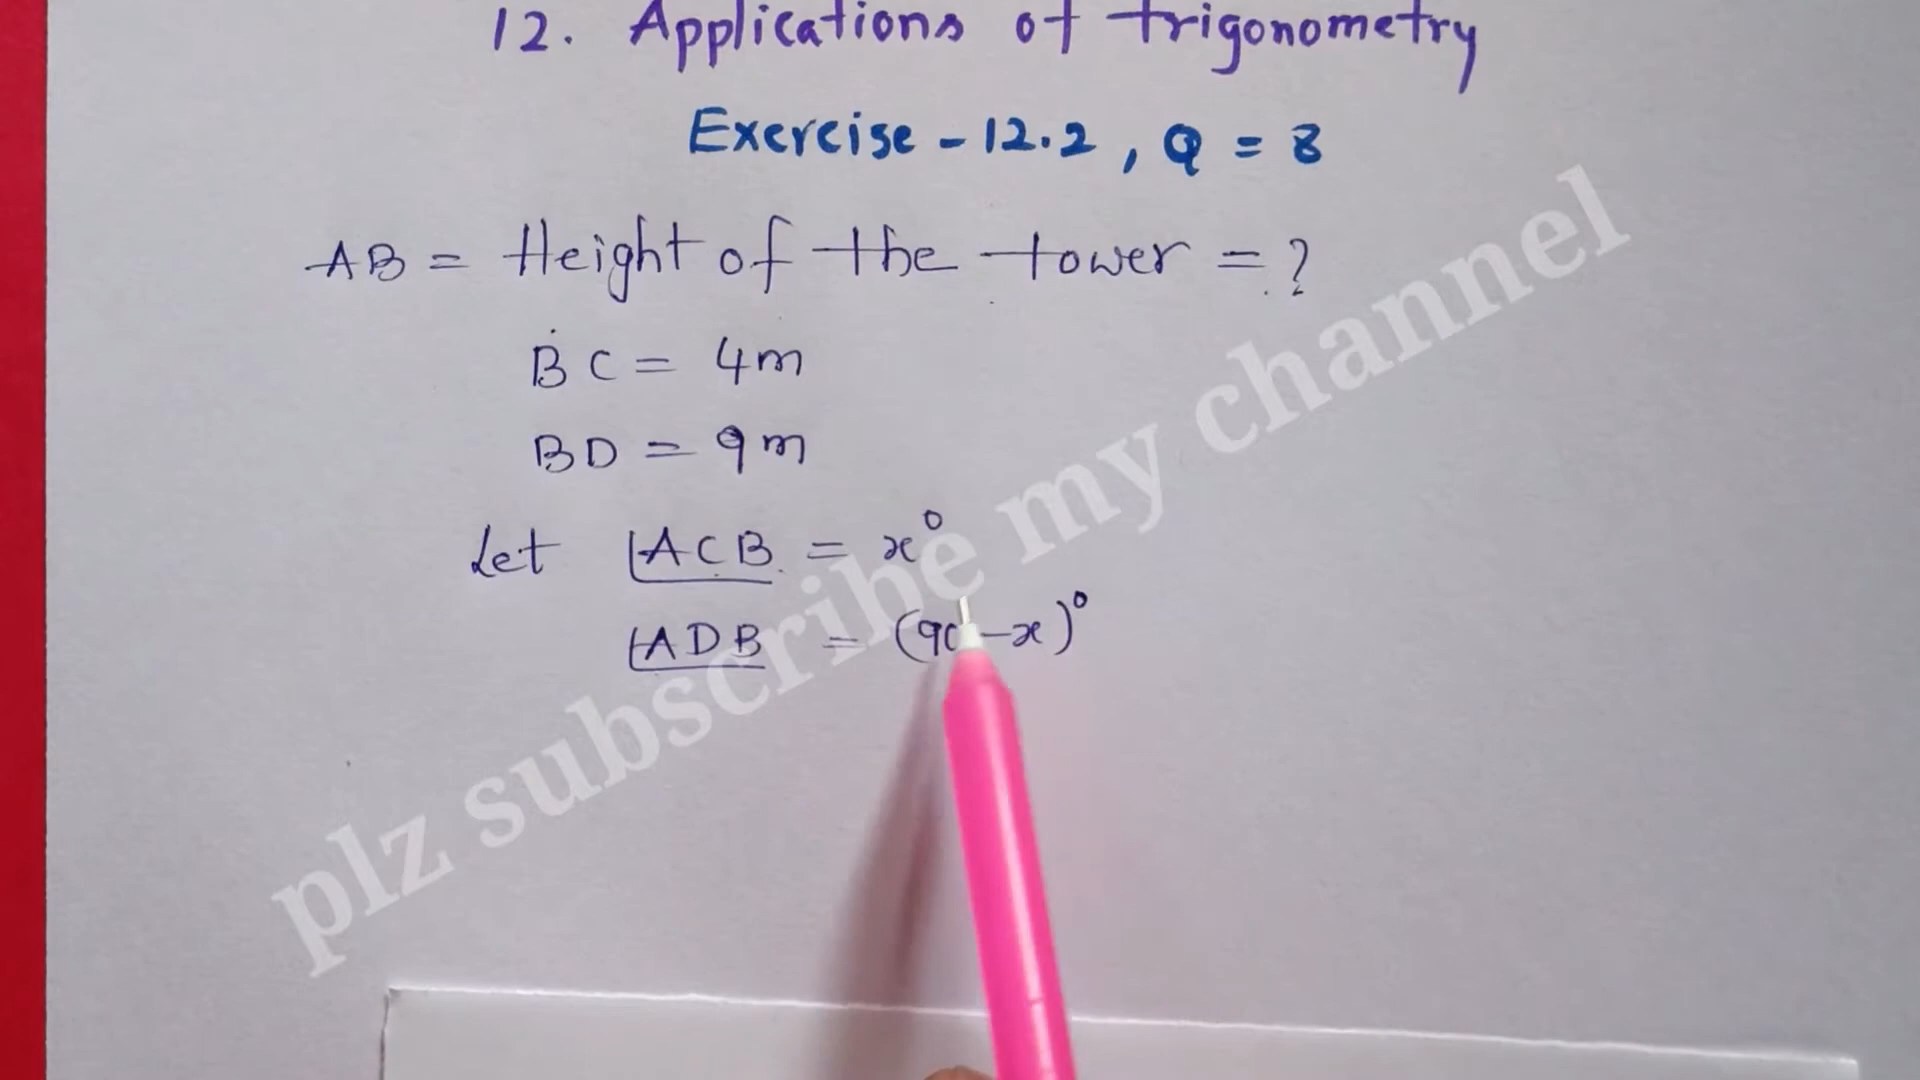 12. Applications of trigonometry
Exercise - 12.2, Q = 8
AB = Height of the tower = ?
BC = 4m
BD = 9m
Let ∠ACB = x°
∠ADB = (90-x)°
plz subscribe my channel